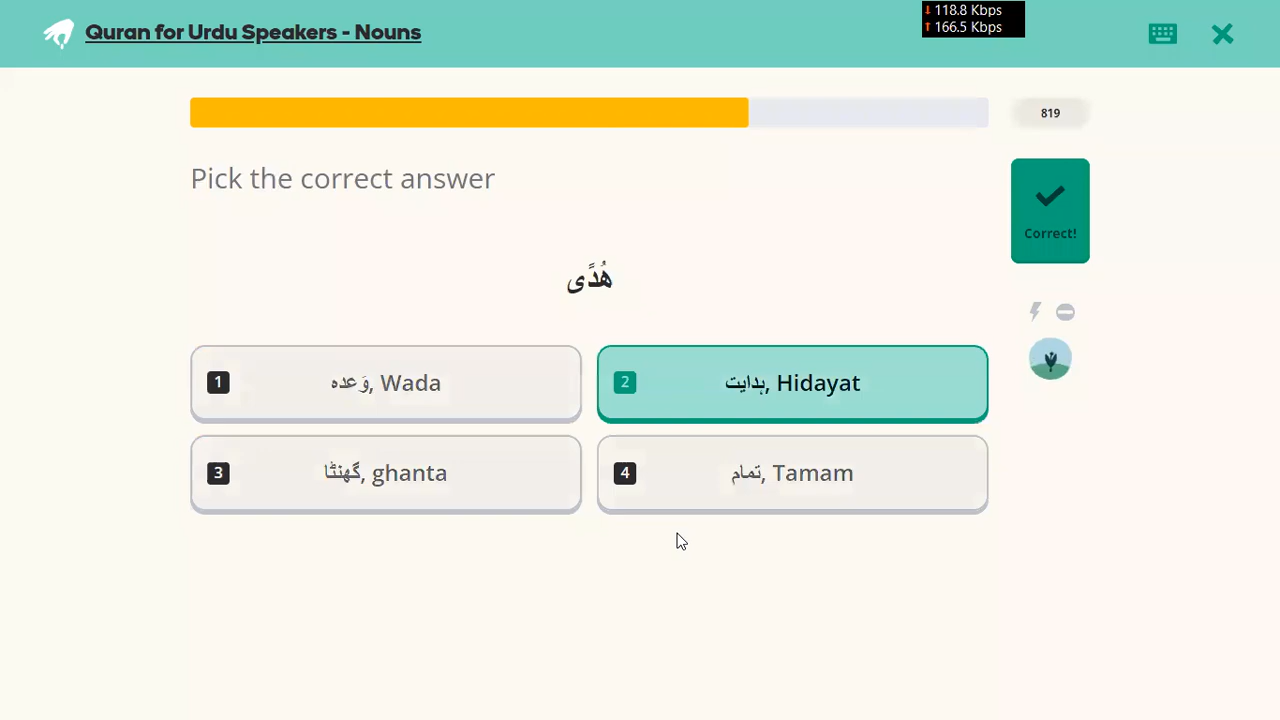 Quran for Urdu Speakers - Nouns
↓ 118.8 Kbps
↑ 166.5 Kbps
819
Pick the correct answer
Correct!
هُدًى
1 وَعدہ, Wada
2 ہدایت, Hidayat
3 گھنٹا, ghanta
4 تمام, Tamam